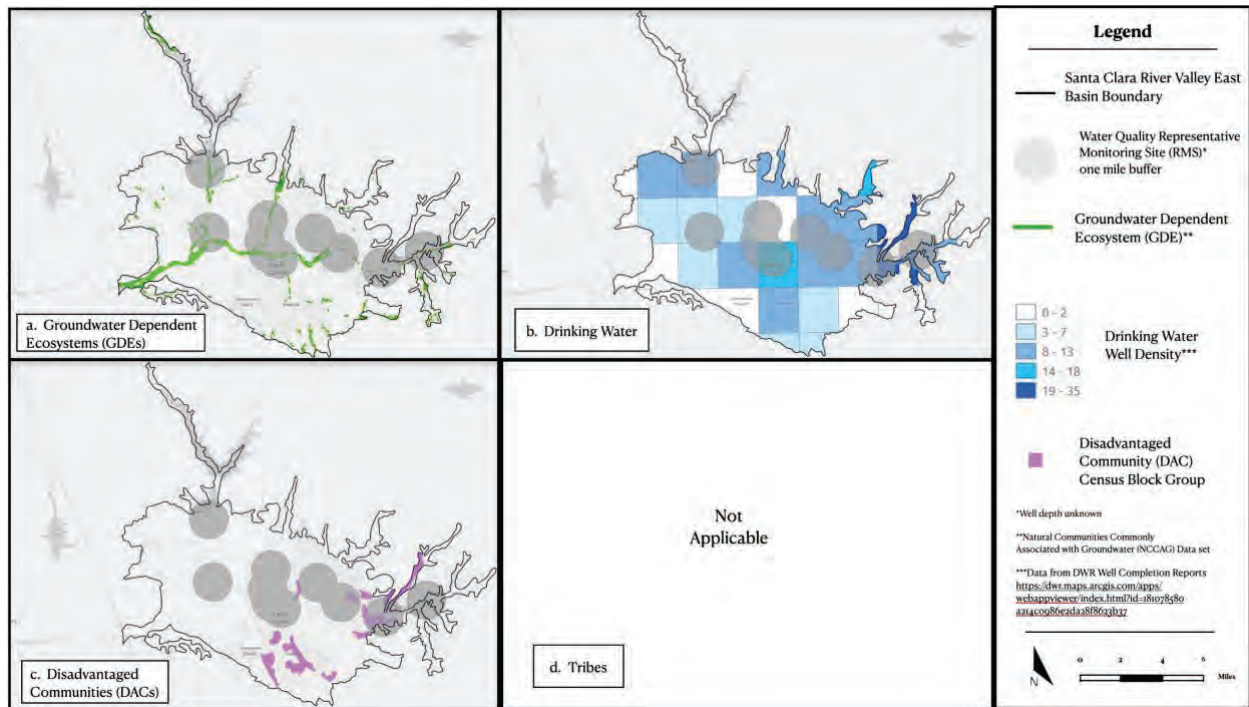 a. Groundwater Dependent
Ecosystems (GDEs)
b. Drinking Water
c. Disadvantaged
Communities (DACs)
Not
Applicable
d. Tribes
Legend
Santa Clara River Valley East
Basin Boundary
Water Quality Representative
Monitoring Site (RMS)*
one mile buffer
Groundwater Dependent
Ecosystem (GDE)**
0 - 2
3 - 7
8 - 13
14 - 18
19 - 35
Drinking Water
Well Density***
Disadvantaged
Community (DAC)
Census Block Group
*Well depth unknown
**Natural Communities Commonly
Associated with Groundwater (NCCAG) Data set
***Data from DWR Well Completion Reports
https://dwr.maps.arcgis.com/apps/
webappviewer/index.html?id=181078580
a214c0986e2da28f8623b37
N
0 2 4 6
Miles